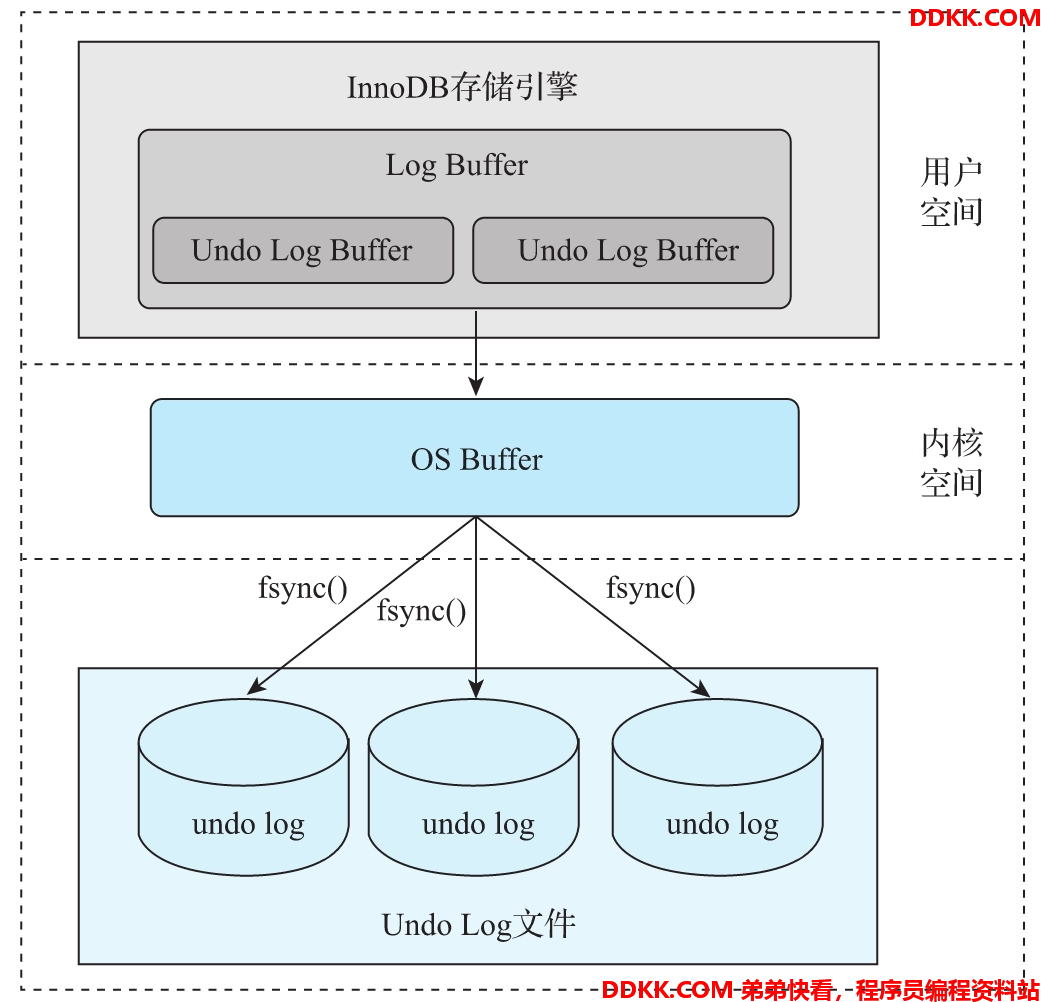 DDKK.COM
InnoDB存储引擎
Log Buffer
Undo Log Buffer
Undo Log Buffer
用户
空间
OS Buffer
内核
空间
fsync()
fsync()
fsync()
undo log
undo log
undo log
Undo Log文件
DDKK.COM 弟弟快看，程序员编程资料站